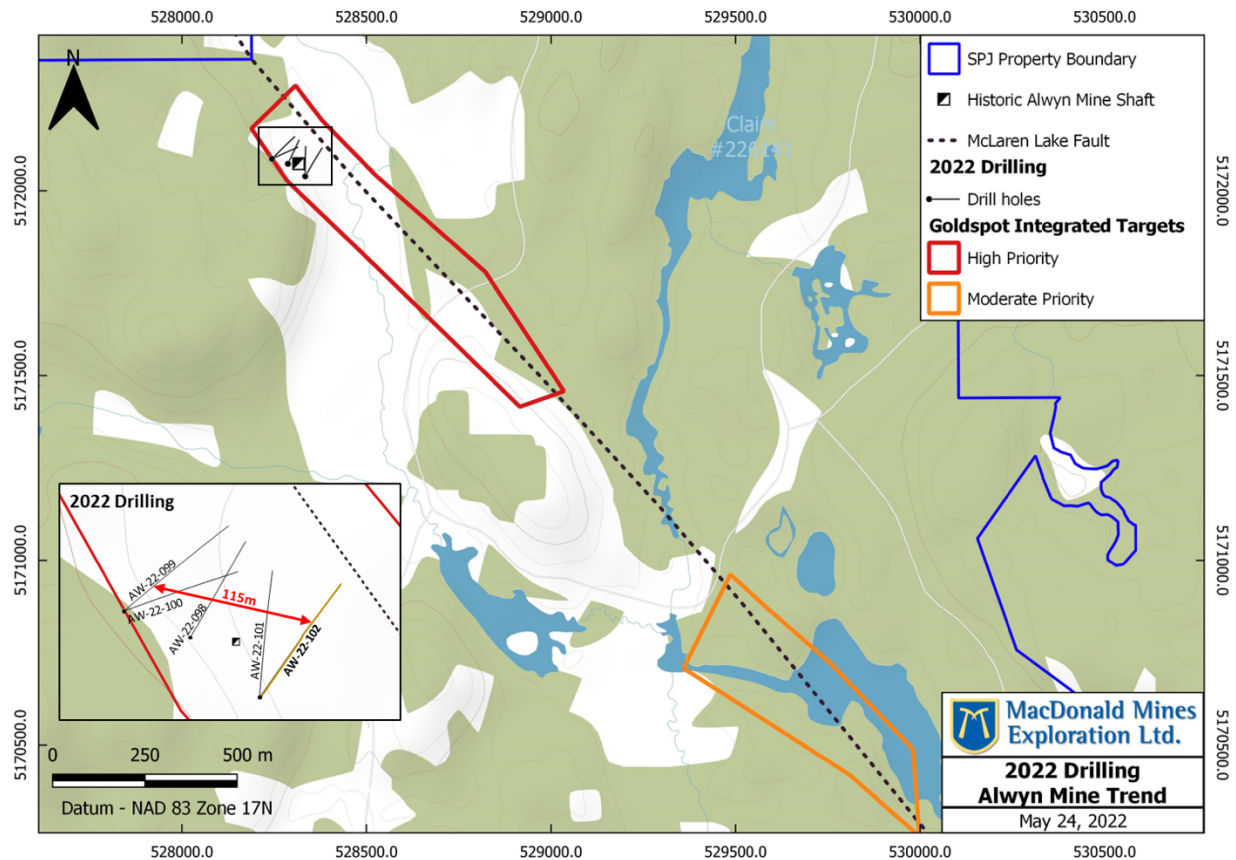 528000.0 528500.0 529000.0 529500.0 530000.0 530500.0
N
SPJ Property Boundary
Historic Alwyn Mine Shaft
McLaren Lake Fault
2022 Drilling
Drill holes
Goldspot Integrated Targets
High Priority
Moderate Priority
Claim
#226141
5172000.0
5171500.0
5171000.0
5170500.0
5172000.0
5171500.0
5171000.0
5170500.0
2022 Drilling
AW-22-099
AW-22-100
AW-22-098
115m
AW-22-101
AW-22-102
0 250 500 m
Datum - NAD 83 Zone 17N
MacDonald Mines
Exploration Ltd.
2022 Drilling
Alwyn Mine Trend
May 24, 2022
528000.0 528500.0 529000.0 529500.0 530000.0 530500.0